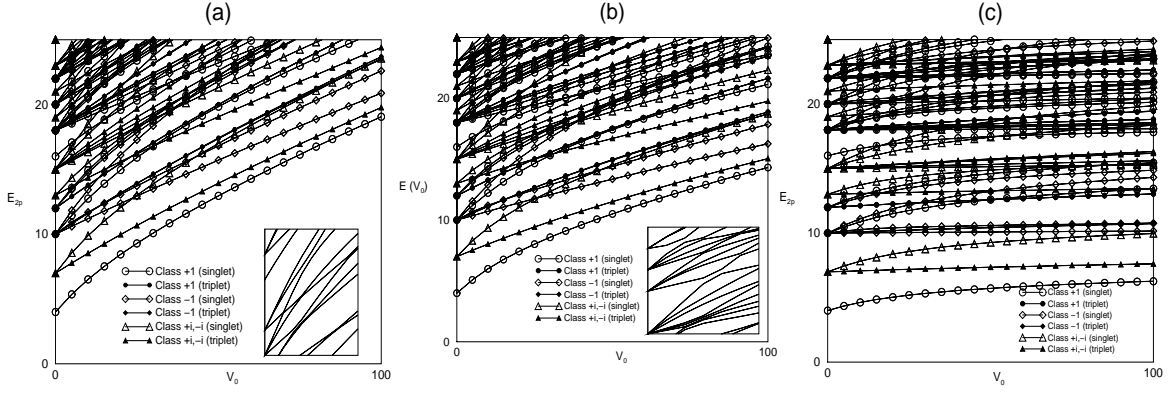 (a)
20
E2p
10
0
0
V0
100
Class +1 (singlet)
Class +1 (triplet)
Class −1 (singlet)
Class −1 (triplet)
Class +i,−i (singlet)
Class +i,−i (triplet)
(b)
20
E (V0)
10
0
0
V0
100
Class +1 (singlet)
Class +1 (triplet)
Class −1 (singlet)
Class −1 (triplet)
Class +i,−i (singlet)
Class +i,−i (triplet)
(c)
20
E2p
10
0
0
V0
100
Class +1 (singlet)
Class +1 (triplet)
Class −1 (singlet)
Class −1 (triplet)
Class +i,−i (singlet)
Class +i,−i (triplet)